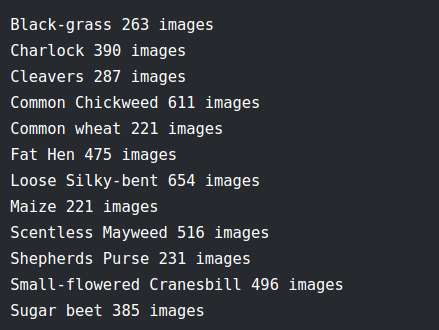 Black-grass 263 images
Charlock 390 images
Cleavers 287 images
Common Chickweed 611 images
Common wheat 221 images
Fat Hen 475 images
Loose Silky-bent 654 images
Maize 221 images
Scentless Mayweed 516 images
Shepherds Purse 231 images
Small-flowered Cranesbill 496 images
Sugar beet 385 images